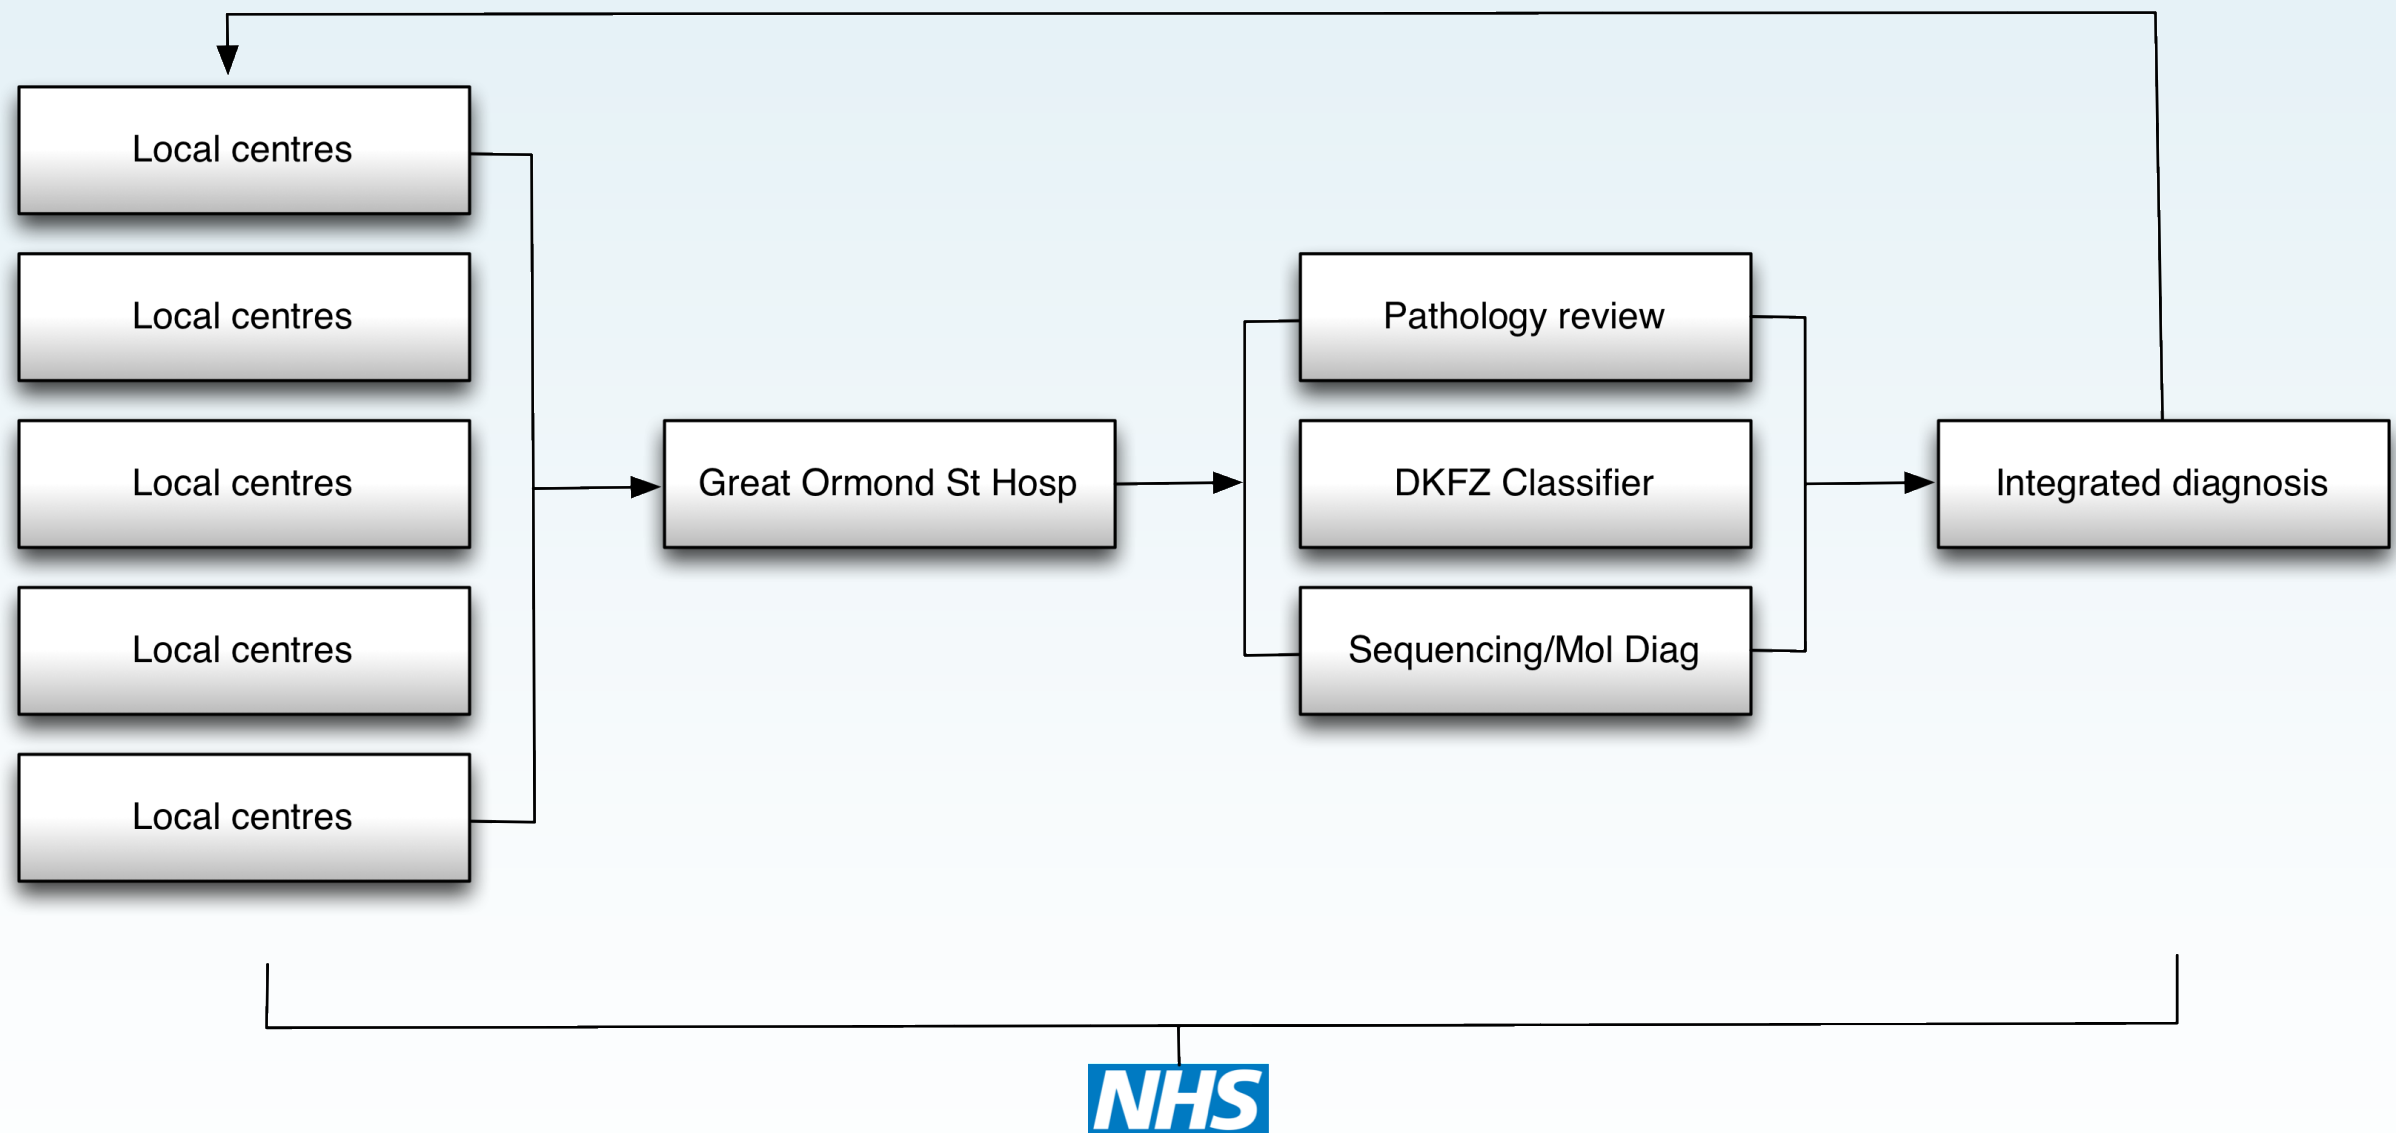 Local centres
Local centres
Local centres
Local centres
Local centres
Great Ormond St Hosp
Pathology review
DKFZ Classifier
Sequencing/Mol Diag
Integrated diagnosis
NHS